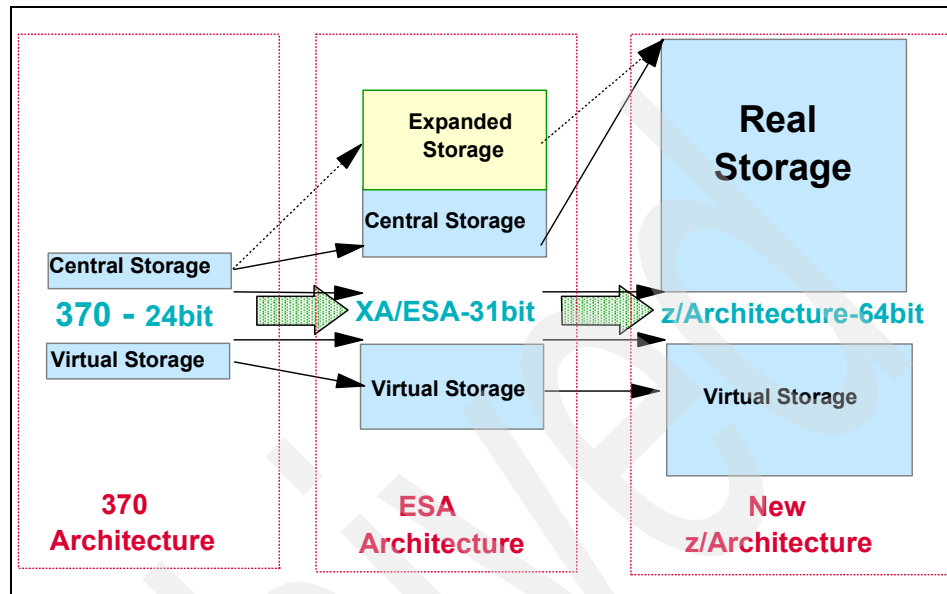 Expanded
Storage
Central Storage
Real
Storage
Central Storage
370 - 24bit
XA/ESA-31bit
z/Architecture-64bit
Virtual Storage
Virtual Storage
Virtual Storage
370
Architecture
ESA
Architecture
New
z/Architecture